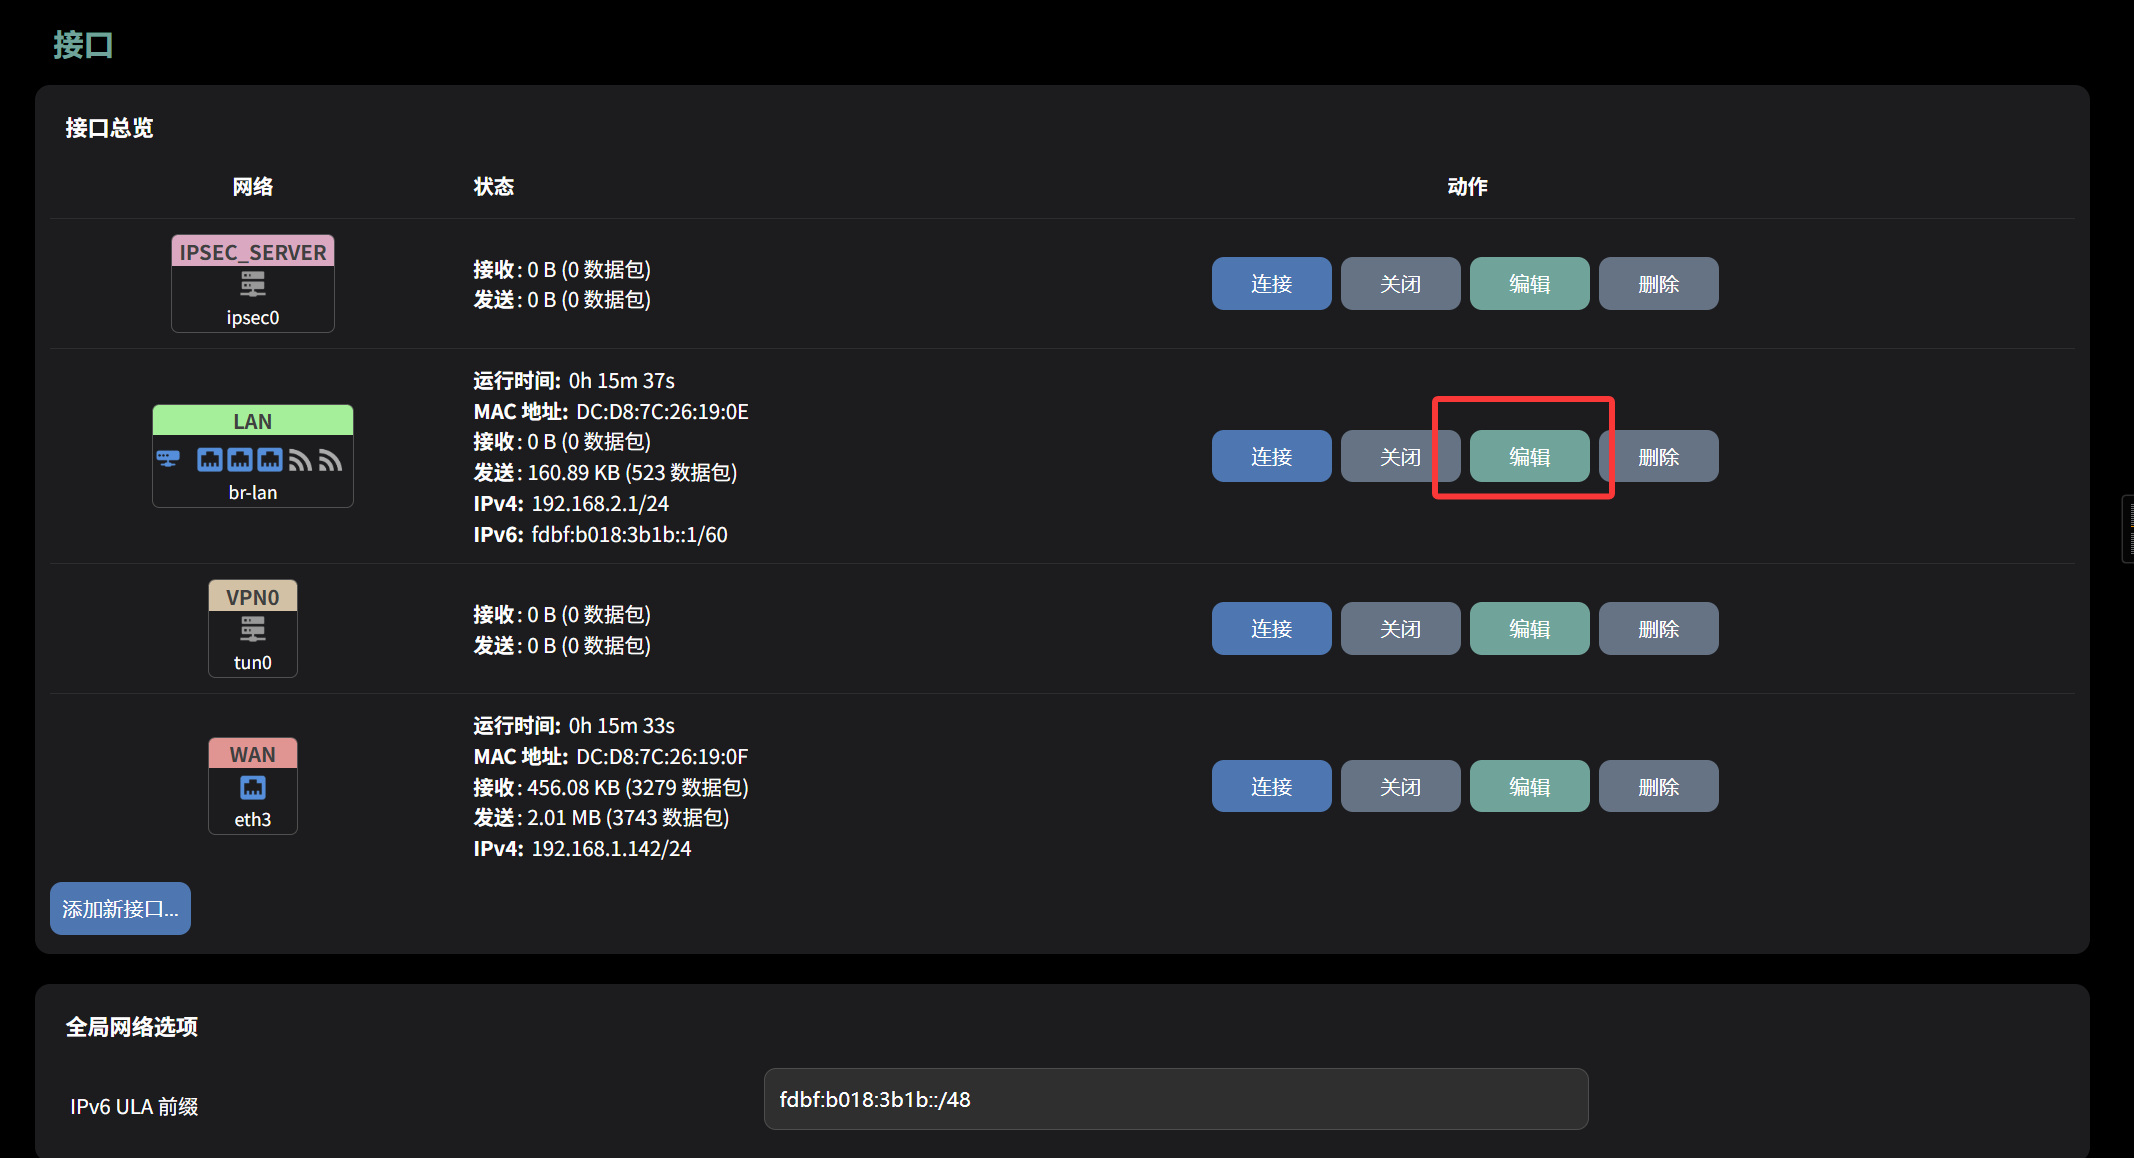 接口
接口总览
网络 状态 动作
IPSEC_SERVER
ipsec0
接收: 0 B (0 数据包)
发送: 0 B (0 数据包)
连接 关闭 编辑 删除
LAN
br-lan
运行时间: 0h 15m 37s
MAC 地址: DC:D8:7C:26:19:0E
接收: 0 B (0 数据包)
发送: 160.89 KB (523 数据包)
IPv4: 192.168.2.1/24
IPv6: fdbf:b018:3b1b::1/60
连接 关闭 编辑 删除
VPN0
tun0
接收: 0 B (0 数据包)
发送: 0 B (0 数据包)
连接 关闭 编辑 删除
WAN
eth3
运行时间: 0h 15m 33s
MAC 地址: DC:D8:7C:26:19:0F
接收: 456.08 KB (3279 数据包)
发送: 2.01 MB (3743 数据包)
IPv4: 192.168.1.142/24
连接 关闭 编辑 删除
添加新接口...
全局网络选项
IPv6 ULA 前缀 fdbf:b018:3b1b::/48